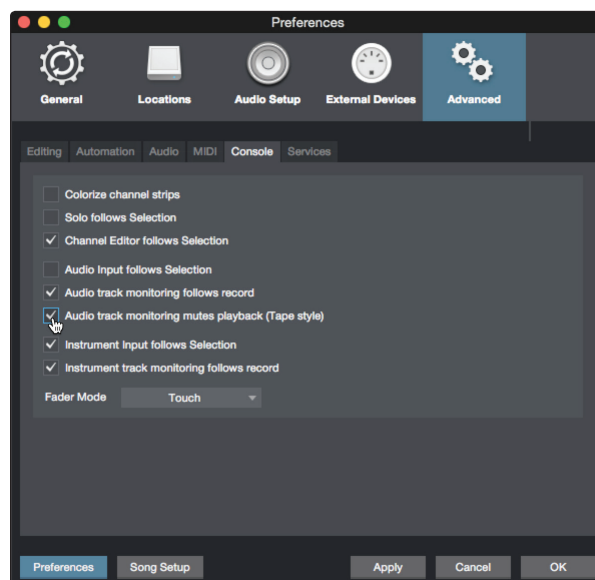 Preferences
General Locations Audio Setup External Devices Advanced
Editing Automation Audio MIDI Console Services
Colorize channel strips
Solo follows Selection
Channel Editor follows Selection
Audio Input follows Selection
Audio track monitoring follows record
Audio track monitoring mutes playback (Tape style)
Instrument Input follows Selection
Instrument track monitoring follows record
Fader Mode Touch
Preferences Song Setup Apply Cancel OK